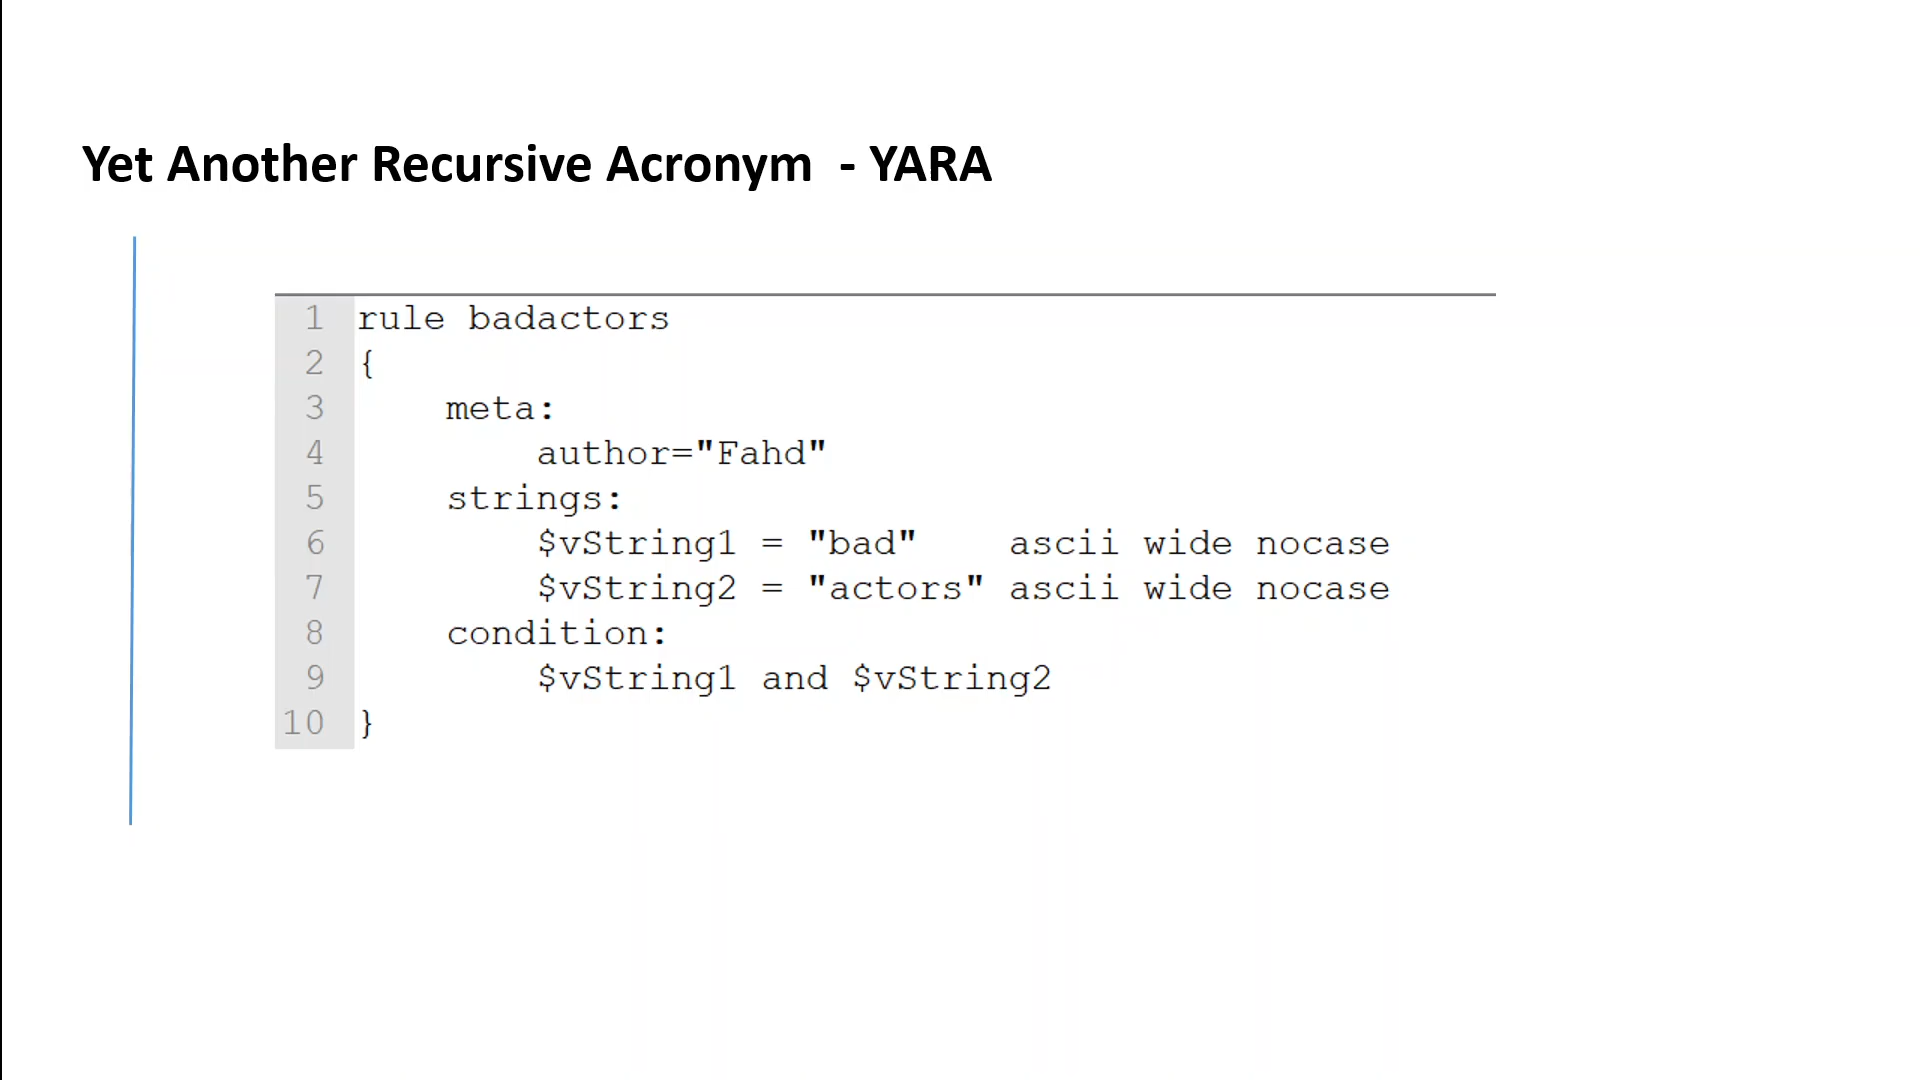 Yet Another Recursive Acronym  - YARA
1 rule badactors
2 {
3     meta:
4         author="Fahd"
5     strings:
6         $vString1 = "bad"    ascii wide nocase
7         $vString2 = "actors" ascii wide nocase
8     condition:
9         $vString1 and $vString2
10 }